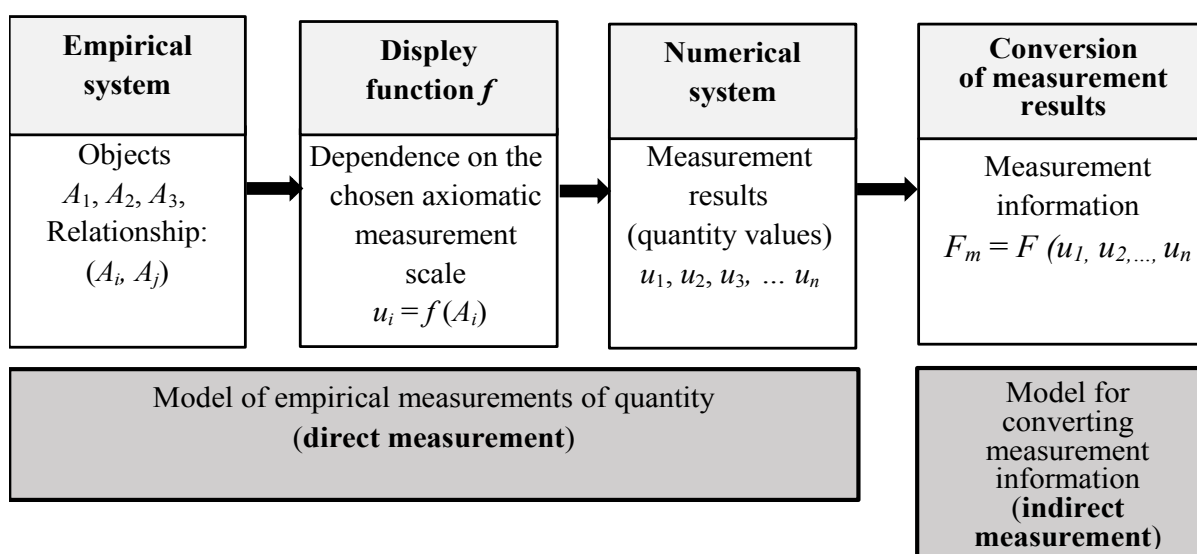 Empirical
system
Objects
A1, A2, A3,
Relationship:
(Ai, Aj)
Displey
function f
Dependence on the
chosen axiomatic
measurement
scale
ui = f (Ai)
Numerical
system
Measurement
results
(quantity values)
u1, u2, u3, … un
Conversion
of measurement
results
Measurement
information
Fm = F (u1, u2,..., un
Model of empirical measurements of quantity
(direct measurement)
Model for
converting
measurement
information
(indirect
measurement)